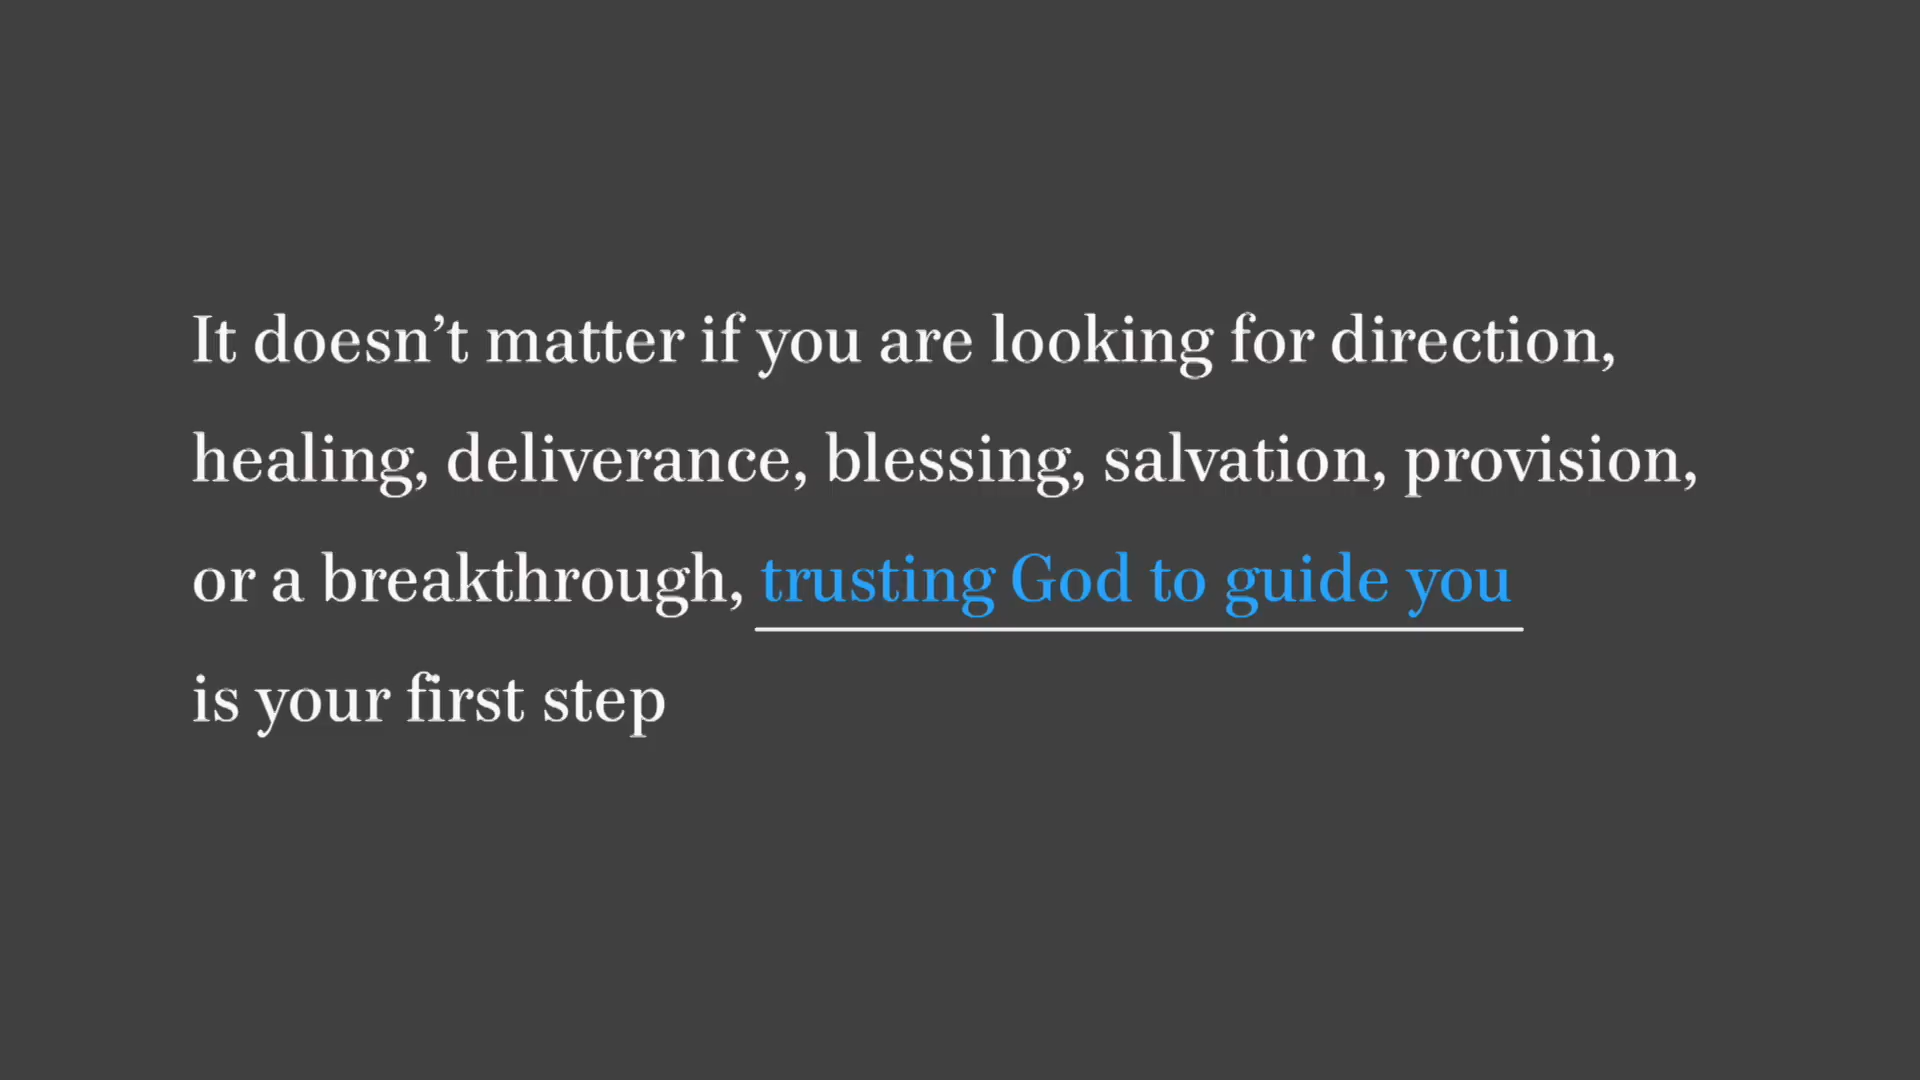 It doesn’t matter if you are looking for direction,
healing, deliverance, blessing, salvation, provision,
or a breakthrough, trusting God to guide you
is your first step